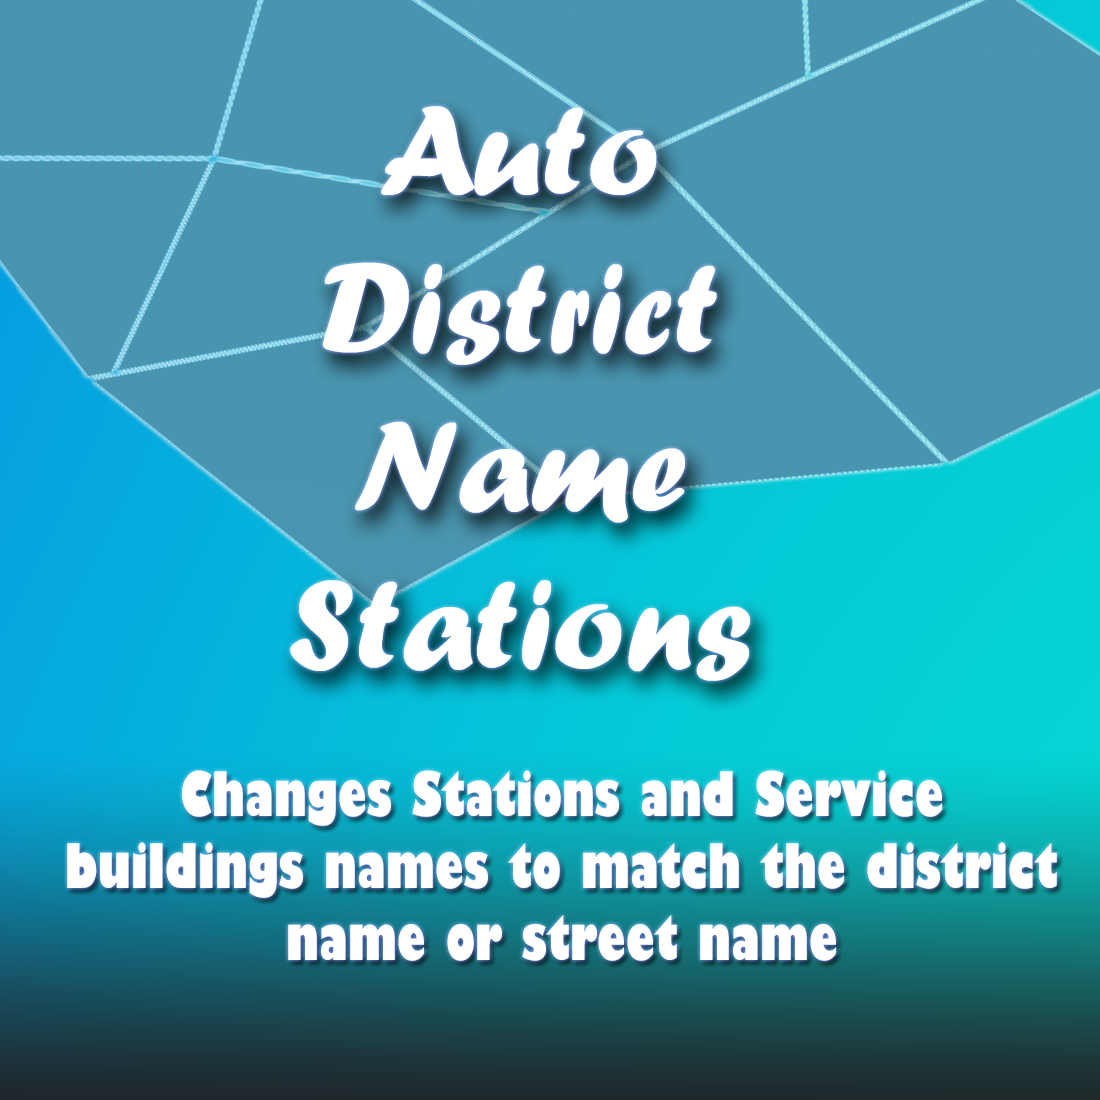 Auto
District
Name
Stations
Changes Stations and Service
buildings names to match the district
name or street name